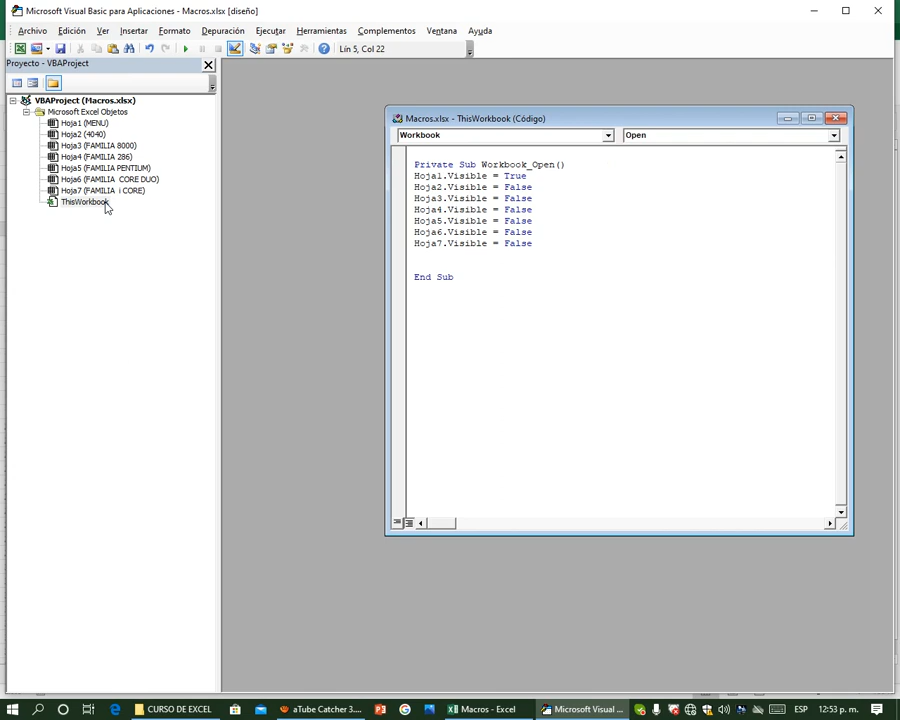 Microsoft Visual Basic para Aplicaciones - Macros.xlsx [diseño]
Archivo Edición Ver Insertar Formato Depuración Ejecutar Herramientas Complementos Ventana Ayuda
Lín 5, Col 22
Proyecto - VBAProject
VBAProject (Macros.xlsx)
Microsoft Excel Objetos
Hoja1 (MENU)
Hoja2 (4040)
Hoja3 (FAMILIA 8000)
Hoja4 (FAMILIA 286)
Hoja5 (FAMILIA PENTIUM)
Hoja6 (FAMILIA CORE DUO)
Hoja7 (FAMILIA i CORE)
ThisWorkbook
Macros.xlsx - ThisWorkbook (Código)
Workbook Open
Private Sub Workbook_Open()
Hoja1.Visible = True
Hoja2.Visible = False
Hoja3.Visible = False
Hoja4.Visible = False
Hoja5.Visible = False
Hoja6.Visible = False
Hoja7.Visible = False
End Sub
CURSO DE EXCEL aTube Catcher 3.... Macros - Excel Microsoft Visual ... ESP 12:53 p. m.